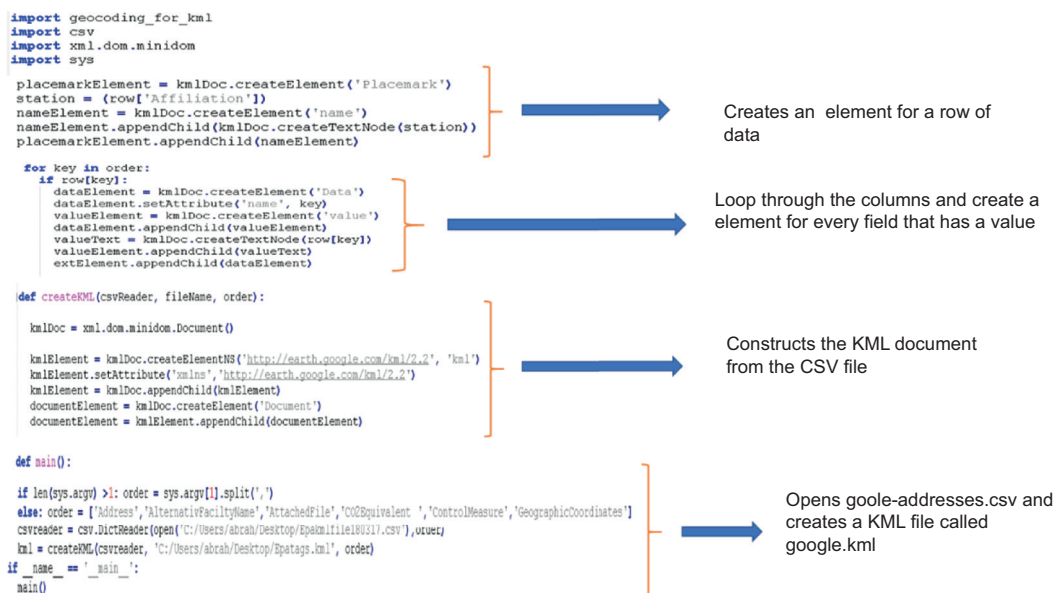 import geocoding_for_kml
import csv
import xml.dom.minidom
import sys
placemarkElement = kmlDoc.createElement('Placemark')
station = (row['Affiliation'])
nameElement = kmlDoc.createElement('name')
nameElement.appendChild(kmlDoc.createTextNode(station))
placemarkElement.appendChild(nameElement)
Creates an element for a row of
data
for key in order:
if row[key]:
dataElement = kmlDoc.createElement('Data')
dataElement.setAttribute('name', key)
valueElement = kmlDoc.createElement('value')
dataElement.appendChild(valueElement)
valueText = kmlDoc.createTextNode(row[key])
valueElement.appendChild(valueText)
extElement.appendChild(dataElement)
Loop through the columns and create a
element for every field that has a value
def createKML(csvReader, fileName, order):
kmlDoc = xml.dom.minidom.Document()
kmlElement = kmlDoc.createElementNS('http://earth.google.com/kml/2.2', 'kml')
kmlElement.setAttribute('xmlns','http://earth.google.com/kml/2.2')
kmlElement = kmlDoc.appendChild(kmlElement)
documentElement = kmlDoc.createElement('Document')
documentElement = kmlElement.appendChild(documentElement)
Constructs the KML document
from the CSV file
def main():
if len(sys.argv) >1: order = sys.argv[1].split(',')
else: order = ['Address','AlternativFaciltyName','AttachedFile','CO2Equivalent ','ControlMeasure','GeographicCoordinates']
csvreader = csv.DictReader(open('C:/Users/abrah/Desktop/Epakmlfile180317.csv'),order)
kml = createKML(csvreader, 'C:/Users/abrah/Desktop/Epatags.kml', order)
if __name__ == '__main__':
main()
Opens goole-addresses.csv and
creates a KML file called
google.kml